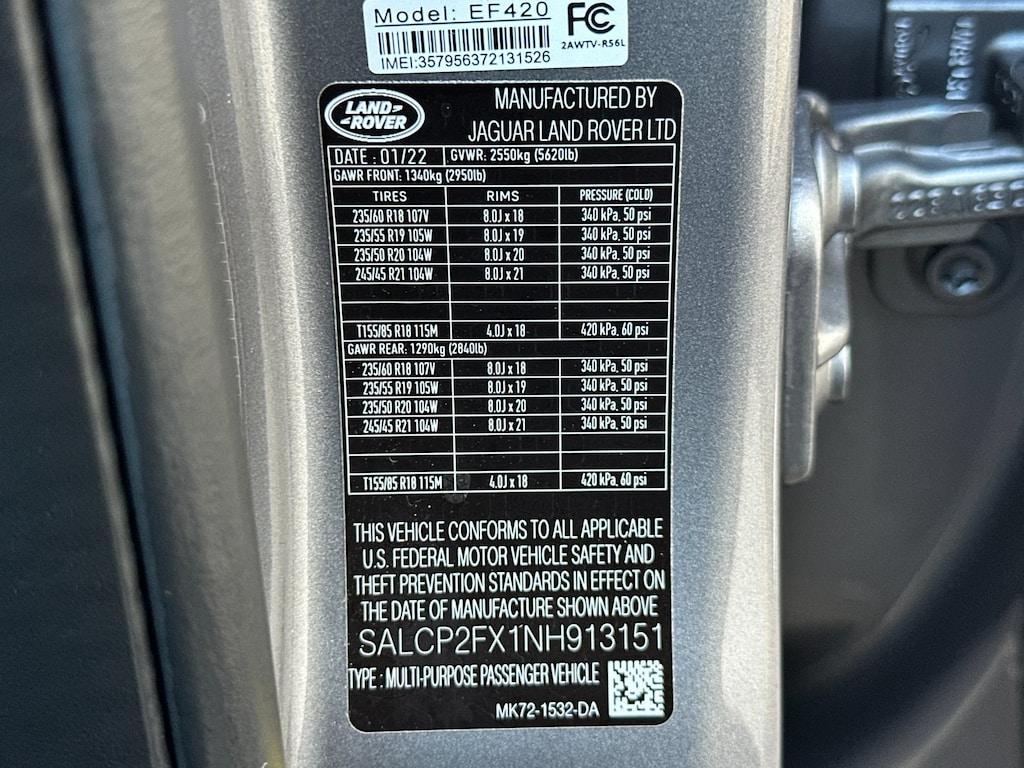 Model: EF420
FC
2AWTV-R56L
IMEI:357956372131526
LAND ROVER
MANUFACTURED BY
JAGUAR LAND ROVER LTD
DATE : 01/22 GVWR: 2550kg (5620lb)
GAWR FRONT: 1340kg (2950lb)
TIRES RIMS PRESSURE (COLD)
235/60 R18 107V 8.0J x 18 340 kPa, 50 psi
235/55 R19 105W 8.0J x 19 340 kPa, 50 psi
235/50 R20 104W 8.0J x 20 340 kPa, 50 psi
245/45 R21 104W 8.0J x 21 340 kPa, 50 psi
T155/85 R18 115M 4.0J x 18 420 kPa, 60 psi
GAWR REAR: 1290kg (2840lb)
235/60 R18 107V 8.0J x 18 340 kPa, 50 psi
235/55 R19 105W 8.0J x 19 340 kPa, 50 psi
235/50 R20 104W 8.0J x 20 340 kPa, 50 psi
245/45 R21 104W 8.0J x 21 340 kPa, 50 psi
T155/85 R18 115M 4.0J x 18 420 kPa, 60 psi
THIS VEHICLE CONFORMS TO ALL APPLICABLE
U.S. FEDERAL MOTOR VEHICLE SAFETY AND
THEFT PREVENTION STANDARDS IN EFFECT ON
THE DATE OF MANUFACTURE SHOWN ABOVE
SALCP2FX1NH913151
TYPE : MULTI-PURPOSE PASSENGER VEHICLE
MK72-1532-DA